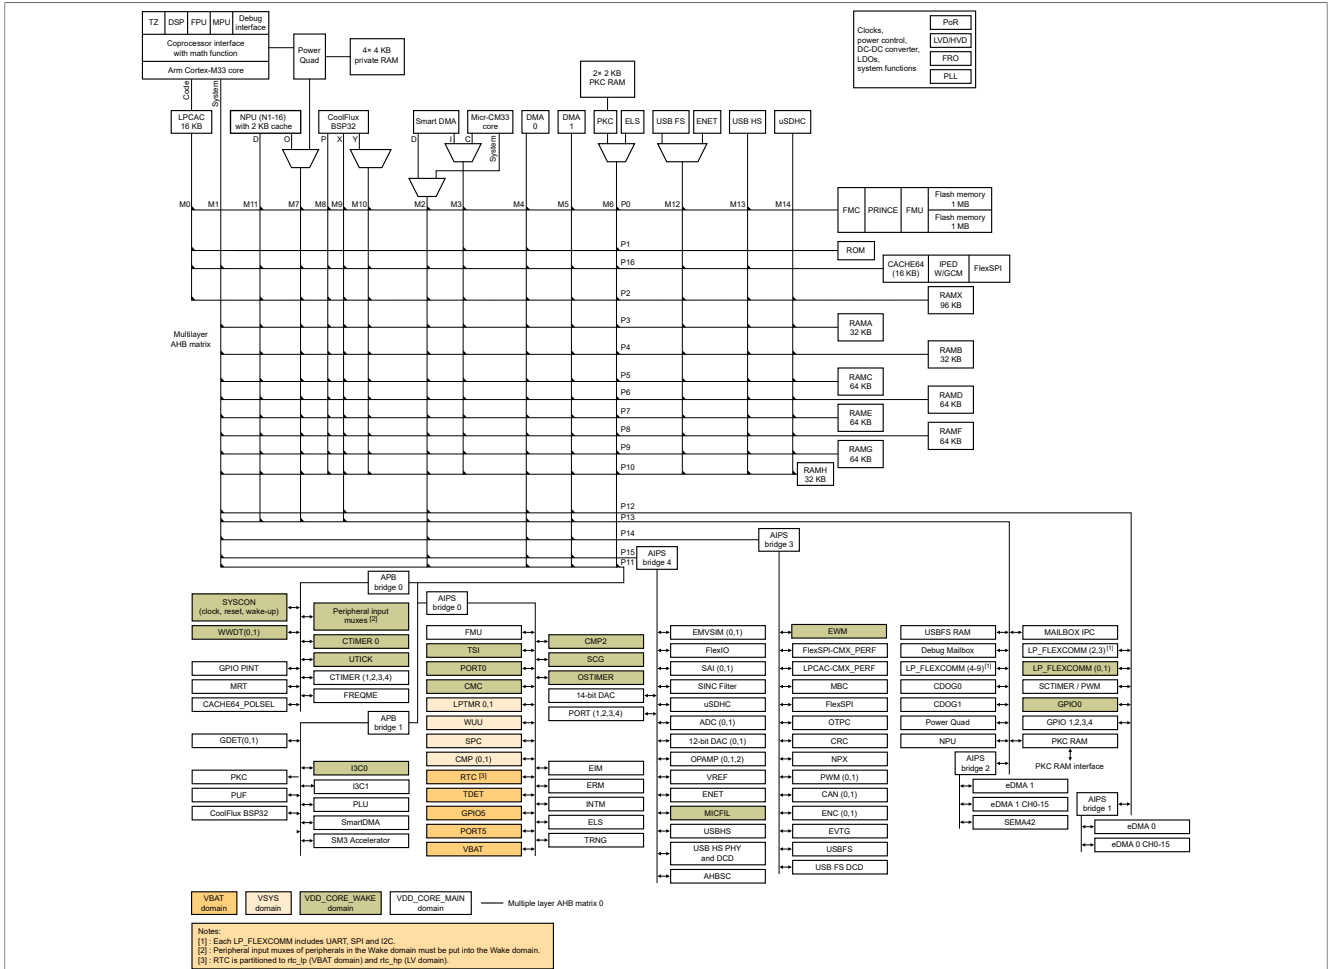 TZ
DSP
FPU
MPU
Debug
interface
Coprocessor interface
with math function
Arm Cortex-M33 core
Power
Quad
4× 4 KB
private RAM
Clocks,
power control,
DC-DC converter,
LDOs,
system functions
PoR
LVD/HVD
FRO
PLL
2× 2 KB
PKC RAM
Code
System
LPCAC
16 KB
NPU (N1-16)
with 2 KB cache
CoolFlux
BSP32
Smart DMA
Micr-CM33
core
DMA
0
DMA
1
PKC
ELS
USB FS
ENET
USB HS
uSDHC
D
O
P
X
Y
D
I
C
System
M0
M1
M11
M7
M8
M9
M10
M2
M3
M4
M5
M6
P0
M12
M13
M14
FMC
PRINCE
FMU
Flash memory
1 MB
Flash memory
1 MB
P1
ROM
P16
CACHE64
(16 KB)
IPED
W/GCM
FlexSPI
P2
RAMX
96 KB
P3
RAMA
32 KB
Multilayer
AHB matrix
P4
RAMB
32 KB
P5
RAMC
64 KB
P6
RAMD
64 KB
P7
RAME
64 KB
P8
RAMF
64 KB
P9
RAMG
64 KB
P10
RAMH
32 KB
P12
P13
P14
AIPS
bridge 3
P15
P11
AIPS
bridge 4
APB
bridge 0
AIPS
bridge 0
SYSCON
(clock, reset, wake-up)
Peripheral input
muxes [2]
WWDT(0,1)
CTIMER 0
UTICK
GPIO PINT
CTIMER (1,2,3,4)
MRT
FREQME
CACHE64_POLSEL
APB
bridge 1
GDET(0,1)
I3C0
PKC
I3C1
PUF
PLU
CoolFlux BSP32
SmartDMA
SM3 Accelerator
FMU
TSI
PORT0
CMC
LPTMR 0,1
WUU
SPC
CMP (0,1)
RTC [3]
TDET
GPIO5
PORT5
VBAT
CMP2
SCG
OSTIMER
14-bit DAC
PORT (1,2,3,4)
EIM
ERM
INTM
ELS
TRNG
EMVSIM (0,1)
FlexIO
SAI (0,1)
SINC Filter
uSDHC
ADC (0,1)
12-bit DAC (0,1)
OPAMP (0,1,2)
VREF
ENET
MICFIL
USBHS
USB HS PHY
and DCD
AHBSC
EWM
FlexSPI-CMX_PERF
LPCAC-CMX_PERF
MBC
FlexSPI
OTPC
CRC
NPX
PWM (0,1)
CAN (0,1)
ENC (0,1)
EVTG
USBFS
USB FS DCD
USBFS RAM
Debug Mailbox
LP_FLEXCOMM (4-9)[1]
CDOG0
CDOG1
Power Quad
NPU
MAILBOX IPC
LP_FLEXCOMM (2,3)[1]
LP_FLEXCOMM (0,1)
SCTIMER / PWM
GPIO0
GPIO 1,2,3,4
PKC RAM
PKC RAM interface
AIPS
bridge 2
eDMA 1
eDMA 1 CH0-15
SEMA42
AIPS
bridge 1
eDMA 0
eDMA 0 CH0-15
VBAT
domain
VSYS
domain
VDD_CORE_WAKE
domain
VDD_CORE_MAIN
domain
Multiple layer AHB matrix 0
Notes:
[1] : Each LP_FLEXCOMM includes UART, SPI and I2C.
[2] : Peripheral input muxes of peripherals in the Wake domain must be put into the Wake domain.
[3] : RTC is partitioned to rtc_lp (VBAT domain) and rtc_hp (LV domain).